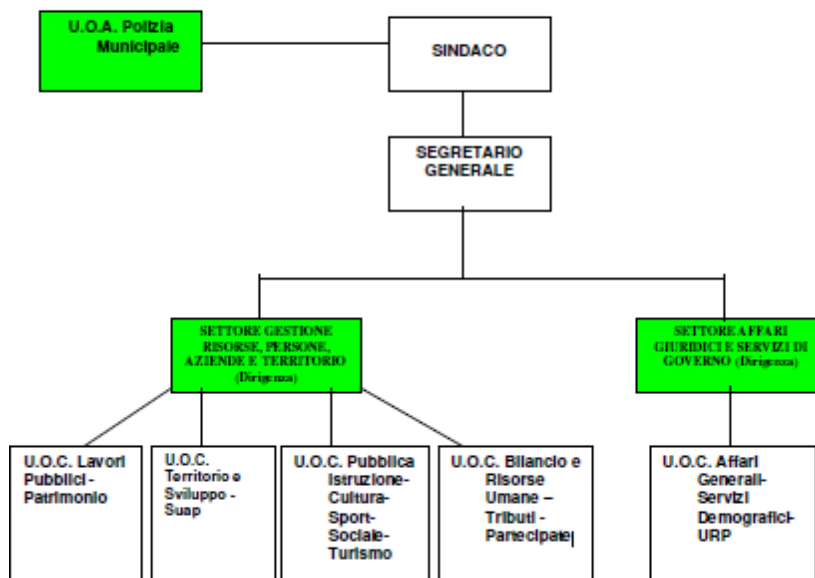 U.O.A. Polizia
Municipale
SINDACO
SEGRETARIO
GENERALE
SETTORE GESTIONE
RISORSE, PERSONE,
AZIENDE E TERRITORIO
(Dirigenza)
SETTORE AFFARI
GIURIDICI E SERVIZI DI
GOVERNO (Dirigenza)
U.O.C. Lavori
Pubblici -
Patrimonio
U.O.C.
Territorio e
Sviluppo -
Suap
U.O.C. Pubblica
Istruzione-
Cultura-
Sport-
Sociale-
Turismo
U.O.C. Bilancio e
Risorse
Umane –
Tributi -
Partecipate
U.O.C. Affari
Generali-
Servizi
Demografici-
URP